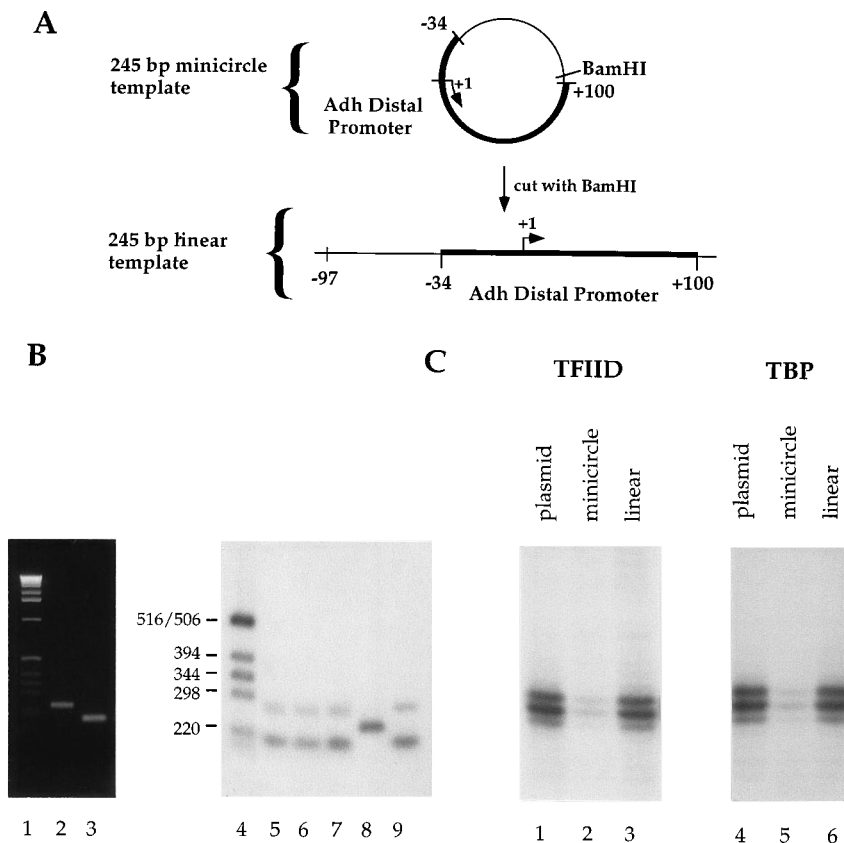 A
245 bp minicircle
template
Adh Distal
Promoter
-34
+1
BamHI
+100
cut with BamHI
245 bp linear
template
+1
-97
-34
Adh Distal Promoter
+100
B
516/506
394
344
298
220
1 2 3
4 5 6 7 8 9
C
TFIID
TBP
plasmid
minicircle
linear
plasmid
minicircle
linear
1 2 3
4 5 6